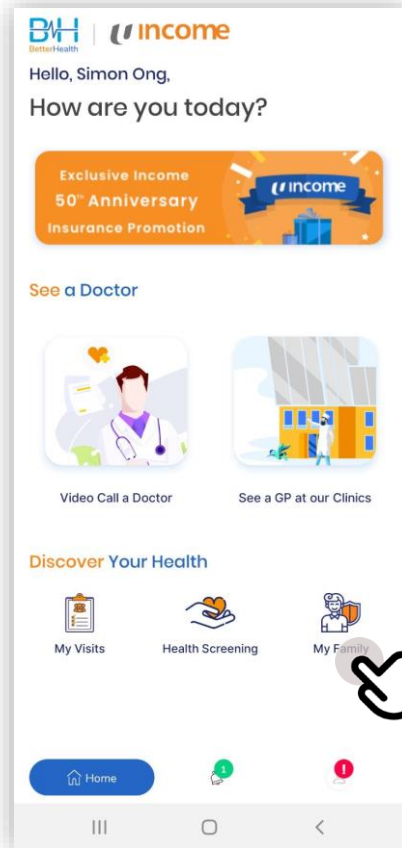 BMH
BetterHealth
income
Hello, Simon Ong,
How are you today?
Exclusive Income
50th Anniversary
Insurance Promotion
income
See a Doctor
Video Call a Doctor
See a GP at our Clinics
Discover Your Health
My Visits
Health Screening
My Family
Home
1
!